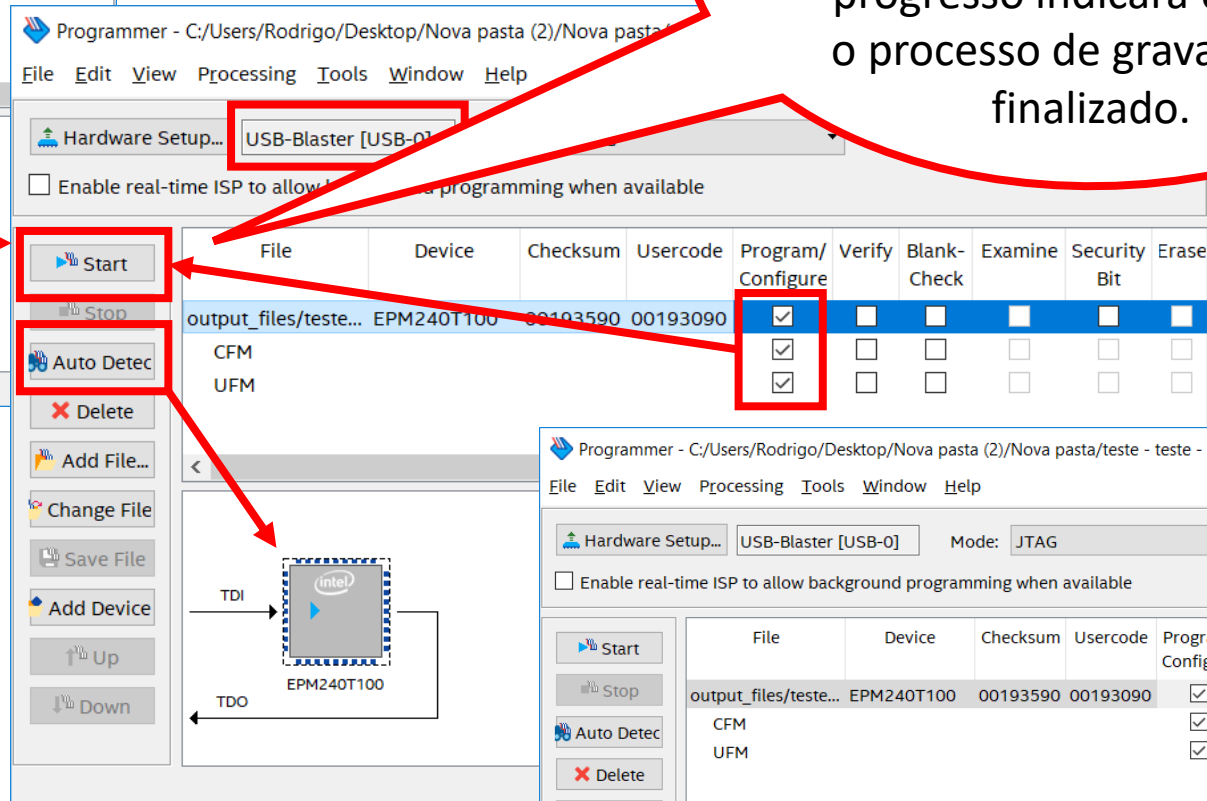 progresso indicará
o processo de grava
finalizado.
Programmer - C:/Users/Rodrigo/Desktop/Nova pasta (2)/Nova pasta/
File Edit View Processing Tools Window Help
Hardware Setup... USB-Blaster [USB-0]
Enable real-time ISP to allow programming when available
File Device Checksum Usercode Program/ Configure Verify Blank-Check Examine Security Bit Erase
Start
Stop
output_files/teste... EPM240T100 00193590 00193090
Auto Detec
CFM
UFM
Delete
Add File...
Change File
Save File
Add Device
Up
Down
TDI
intel
EPM240T100
TDO
Programmer - C:/Users/Rodrigo/Desktop/Nova pasta (2)/Nova pasta/teste - teste -
File Edit View Processing Tools Window Help
Hardware Setup... USB-Blaster [USB-0] Mode: JTAG
Enable real-time ISP to allow background programming when available
File Device Checksum Usercode Progra
Config
Start
Stop
output_files/teste... EPM240T100 00193590 00193090
Auto Detec
CFM
UFM
Delete